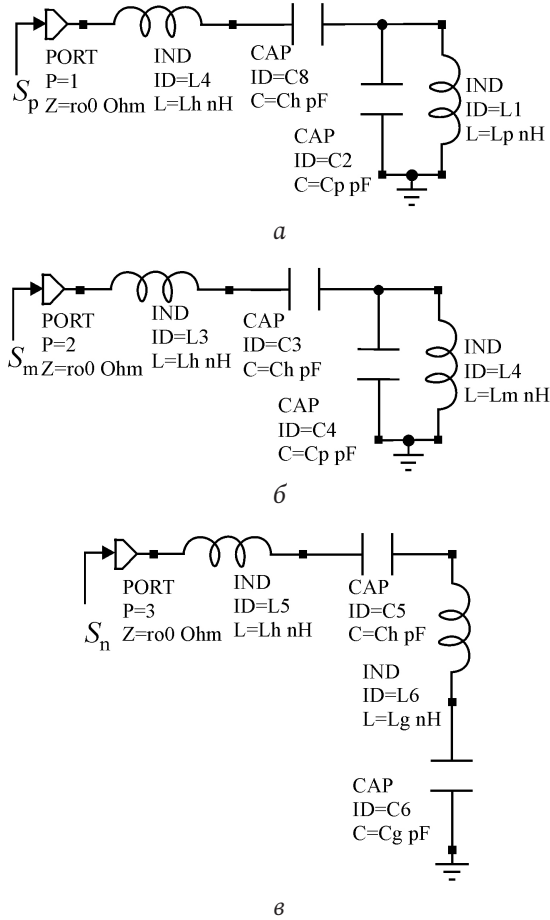 S_p
PORT
P=1
Z=ro0 Ohm
IND
ID=L4
L=Lh nH
CAP
ID=C8
C=Ch pF
CAP
ID=C2
C=Cp pF
IND
ID=L1
L=Lp nH
а
S_m
PORT
P=2
Z=ro0 Ohm
IND
ID=L3
L=Lh nH
CAP
ID=C3
C=Ch pF
CAP
ID=C4
C=Cp pF
IND
ID=L4
L=Lm nH
б
S_n
PORT
P=3
Z=ro0 Ohm
IND
ID=L5
L=Lh nH
CAP
ID=C5
C=Ch pF
IND
ID=L6
L=Lg nH
CAP
ID=C6
C=Cg pF
в